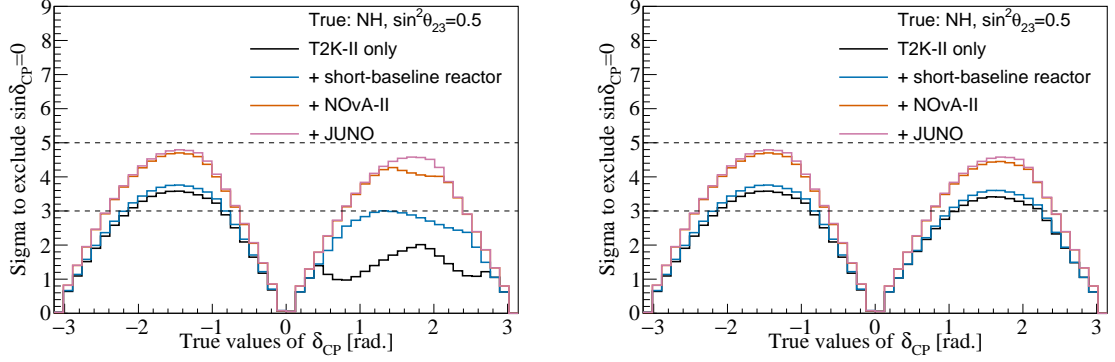 9
8
7
6
5
4
3
2
1
0
Sigma to exclude sinδCP=0
True: NH, sin²θ23=0.5
T2K-II only
+ short-baseline reactor
+ NOvA-II
+ JUNO
−3 −2 −1 0 1 2 3
True values of δCP [rad.]
9
8
7
6
5
4
3
2
1
0
Sigma to exclude sinδCP=0
True: NH, sin²θ23=0.5
T2K-II only
+ short-baseline reactor
+ NOvA-II
+ JUNO
−3 −2 −1 0 1 2 3
True values of δCP [rad.]